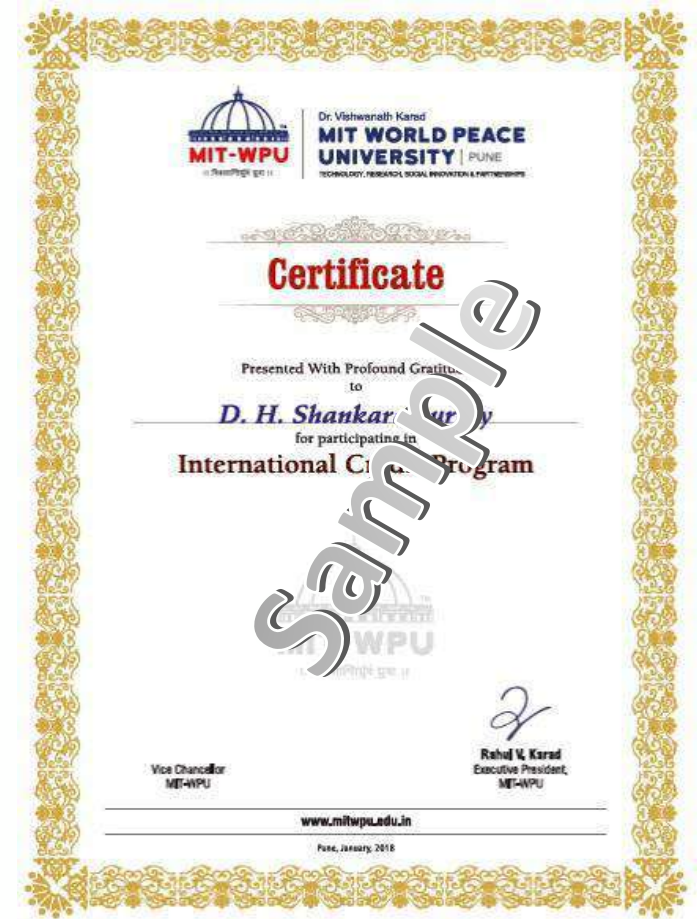 MIT-WPU
Dr. Vishwanath Karad
MIT WORLD PEACE
UNIVERSITY | PUNE
TECHNOLOGY, RESEARCH, SOCIAL INNOVATION & PARTNERSHIPS
Certificate
Presented With Profound
to
D. H. Shankar
for participating in
International Program
Sample
WPU
Rahul V. Karad
Vice Chancellor
MIT-WPU
Executive President,
MIT-WPU
www.mitwpu.edu.in
Pune, January, 2018